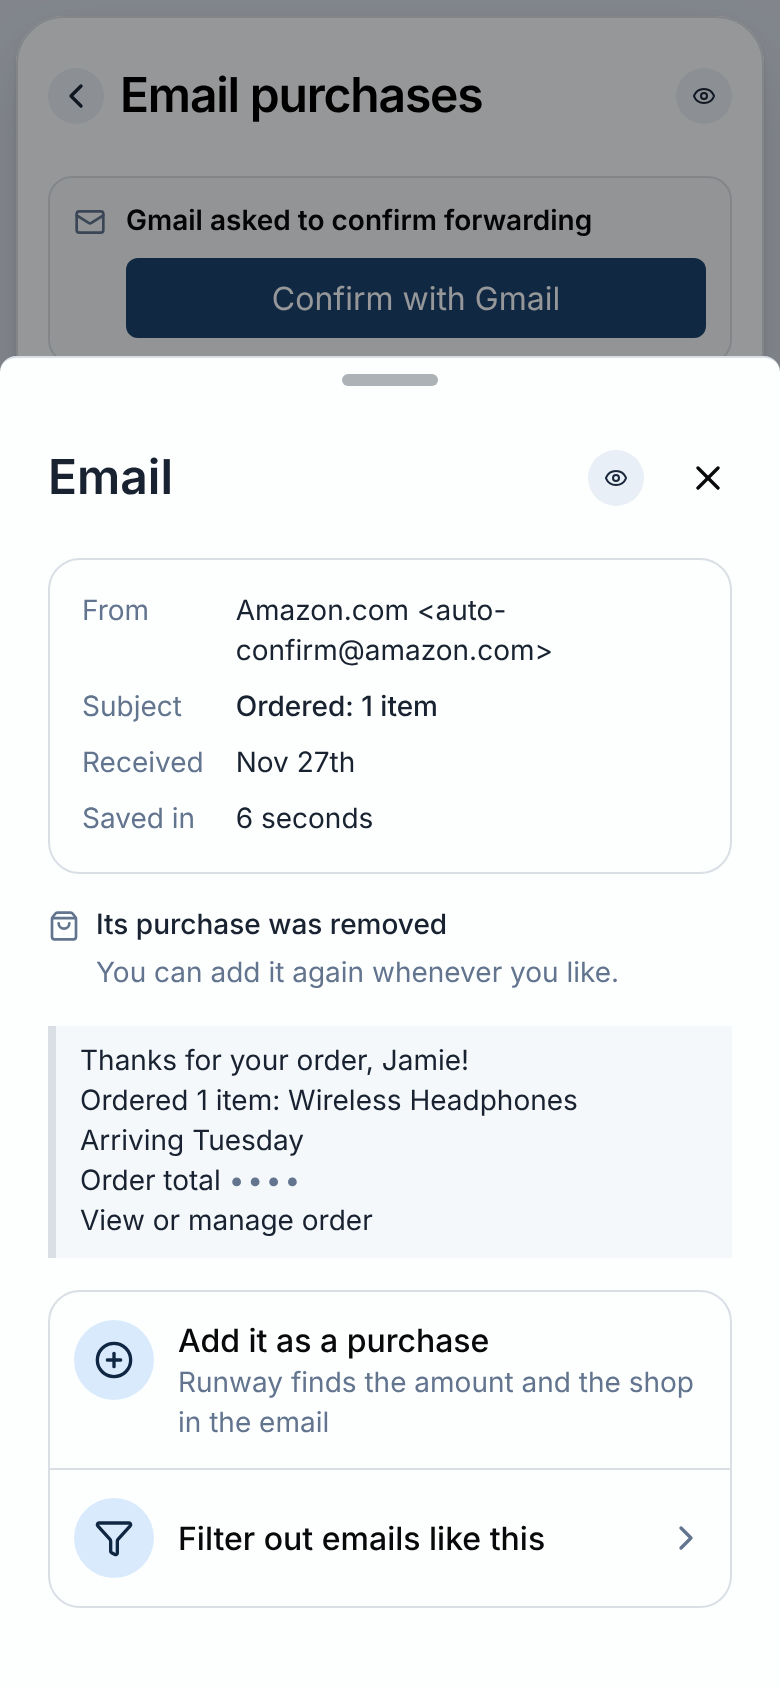 Email purchases
Gmail asked to confirm forwarding
Confirm with Gmail
Email
From
Amazon.com <auto-
confirm@amazon.com>
Subject
Ordered: 1 item
Received
Nov 27th
Saved in
6 seconds
Its purchase was removed
You can add it again whenever you like.
Thanks for your order, Jamie!
Ordered 1 item: Wireless Headphones
Arriving Tuesday
Order total ••••
View or manage order
Add it as a purchase
Runway finds the amount and the shop
in the email
Filter out emails like this